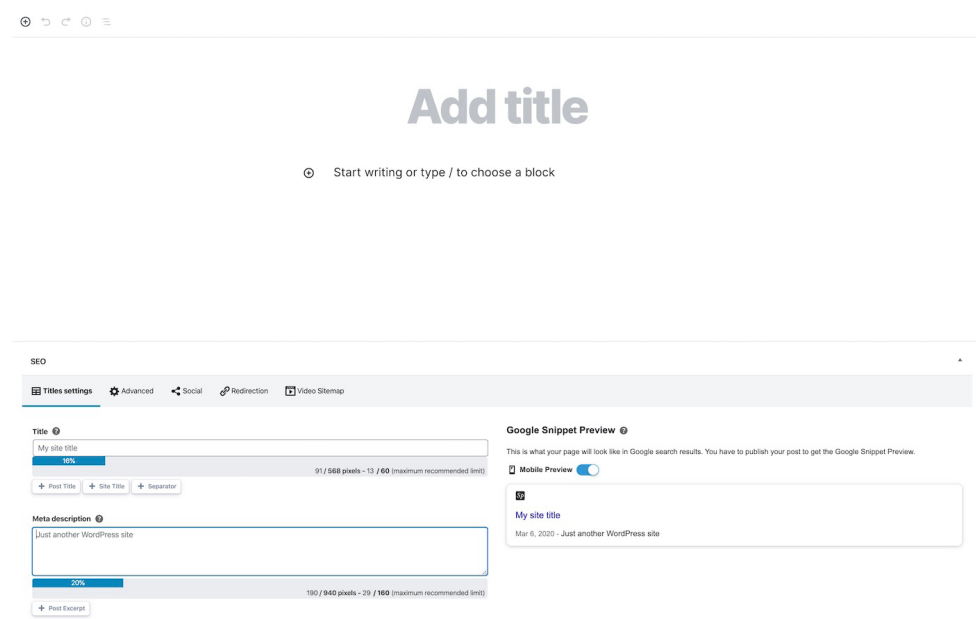 Add title
Start writing or type / to choose a block
SEO
Titles settings Advanced Social Redirection Video Sitemap
Title
My site title
16%
91 / 568 pixels - 13 / 60 (maximum recommended limit)
+ Post Title + Site Title + Separator
Meta description
Just another WordPress site
20%
190 / 940 pixels - 29 / 160 (maximum recommended limit)
+ Post Excerpt
Google Snippet Preview
This is what your page will look like in Google search results. You have to publish your post to get the Google Snippet Preview.
Mobile Preview
Sp
My site title
Mar 6, 2020 - Just another WordPress site